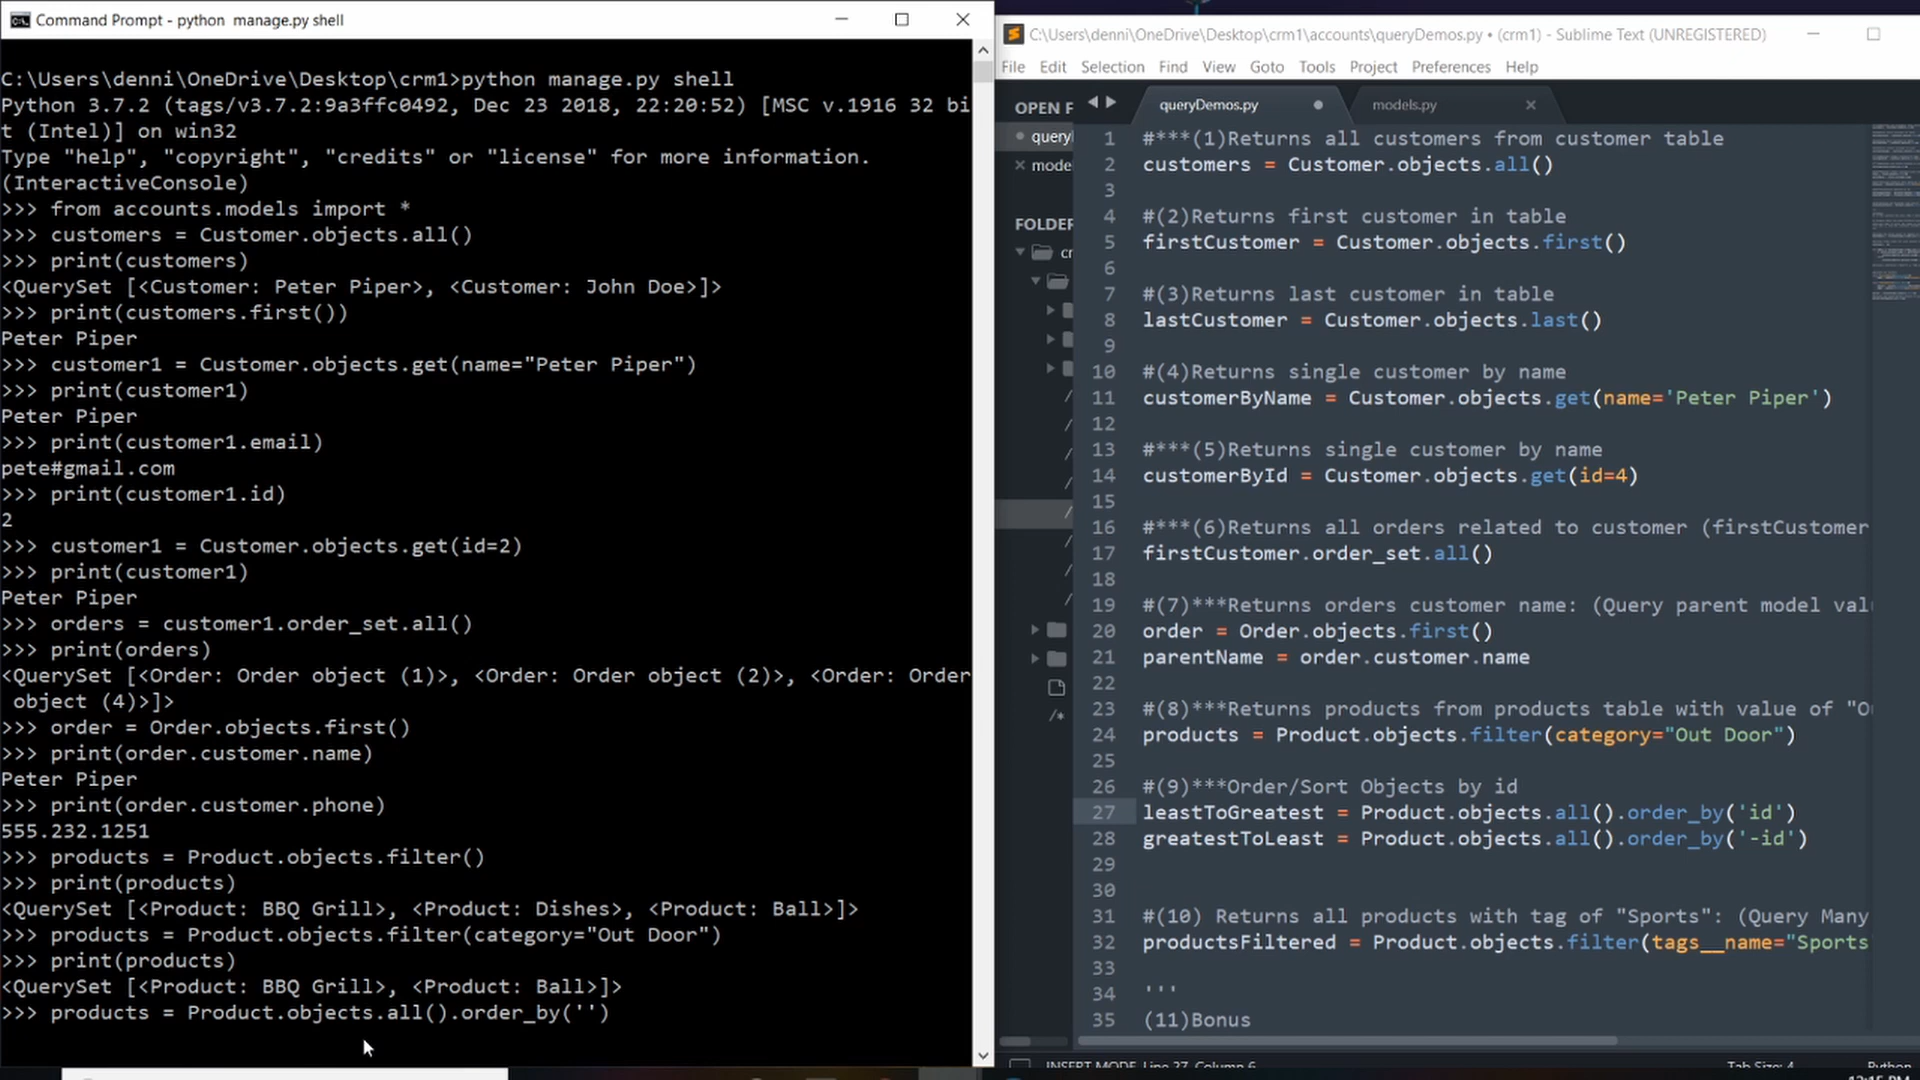 Command Prompt - python  manage.py shell
C:\Users\denni\OneDrive\Desktop\crm1>python manage.py shell
Python 3.7.2 (tags/v3.7.2:9a3ffc0492, Dec 23 2018, 22:20:52) [MSC v.1916 32 bi
t (Intel)] on win32
Type "help", "copyright", "credits" or "license" for more information.
(InteractiveConsole)
>>> from accounts.models import *
>>> customers = Customer.objects.all()
>>> print(customers)
<QuerySet [<Customer: Peter Piper>, <Customer: John Doe>]>
>>> print(customers.first())
Peter Piper
>>> customer1 = Customer.objects.get(name="Peter Piper")
>>> print(customer1)
Peter Piper
>>> print(customer1.email)
pete#gmail.com
>>> print(customer1.id)
2
>>> customer1 = Customer.objects.get(id=2)
>>> print(customer1)
Peter Piper
>>> orders = customer1.order_set.all()
>>> print(orders)
<QuerySet [<Order: Order object (1)>, <Order: Order object (2)>, <Order: Order
 object (4)>]>
>>> order = Order.objects.first()
>>> print(order.customer.name)
Peter Piper
>>> print(order.customer.phone)
555.232.1251
>>> products = Product.objects.filter()
>>> print(products)
<QuerySet [<Product: BBQ Grill>, <Product: Dishes>, <Product: Ball>]>
>>> products = Product.objects.filter(category="Out Door")
>>> print(products)
<QuerySet [<Product: BBQ Grill>, <Product: Ball>]>
>>> products = Product.objects.all().order_by('')
C:\Users\denni\OneDrive\Desktop\crm1\accounts\queryDemos.py • (crm1) - Sublime Text (UNREGISTERED)
File Edit Selection Find View Goto Tools Project Preferences Help
OPEN F
query
mode
FOLDER
cr
queryDemos.py
models.py
1 #***(1)Returns all customers from customer table
2 customers = Customer.objects.all()
3
4 #(2)Returns first customer in table
5 firstCustomer = Customer.objects.first()
6
7 #(3)Returns last customer in table
8 lastCustomer = Customer.objects.last()
9
10 #(4)Returns single customer by name
11 customerByName = Customer.objects.get(name='Peter Piper')
12
13 #***(5)Returns single customer by name
14 customerById = Customer.objects.get(id=4)
15
16 #***(6)Returns all orders related to customer (firstCustomer
17 firstCustomer.order_set.all()
18
19 #(7)***Returns orders customer name: (Query parent model val
20 order = Order.objects.first()
21 parentName = order.customer.name
22
23 #(8)***Returns products from products table with value of "O
24 products = Product.objects.filter(category="Out Door")
25
26 #(9)***Order/Sort Objects by id
27 leastToGreatest = Product.objects.all().order_by('id')
28 greatestToLeast = Product.objects.all().order_by('-id')
29
30
31 #(10) Returns all products with tag of "Sports": (Query Many
32 productsFiltered = Product.objects.filter(tags__name="Sports
33
34 '''
35 (11)Bonus
INSERT MODE, Line 27, Column 6
Tab Size: 4
Python
12:15 PM